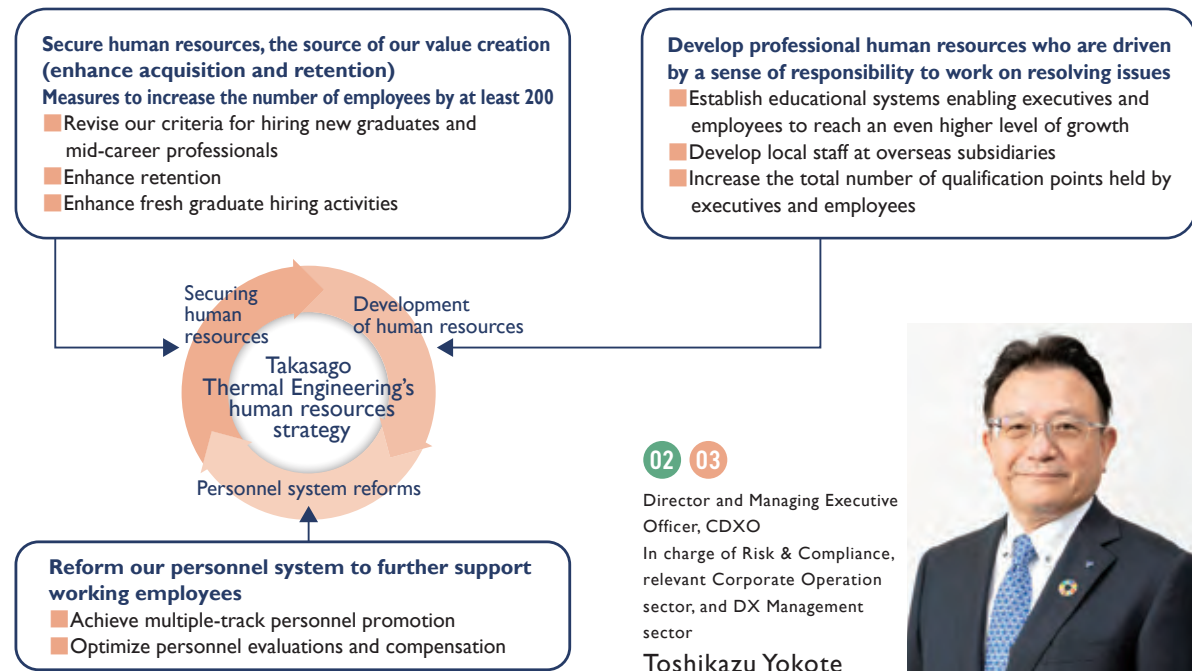 Secure human resources, the source of our value creation
(enhance acquisition and retention)
Measures to increase the number of employees by at least 200
Revise our criteria for hiring new graduates and
mid-career professionals
Enhance retention
Enhance fresh graduate hiring activities
Develop professional human resources who are driven
by a sense of responsibility to work on resolving issues
Establish educational systems enabling executives and
employees to reach an even higher level of growth
Develop local staff at overseas subsidiaries
Increase the total number of qualification points held by
executives and employees
Securing
human
resources
Development
of human resources
Takasago
Thermal Engineering's
human resources
strategy
Personnel system reforms
Reform our personnel system to further support
working employees
Achieve multiple-track personnel promotion
Optimize personnel evaluations and compensation
02 03
Director and Managing Executive
Officer, CDXO
In charge of Risk & Compliance,
relevant Corporate Operation
sector, and DX Management
sector
Toshikazu Yokote